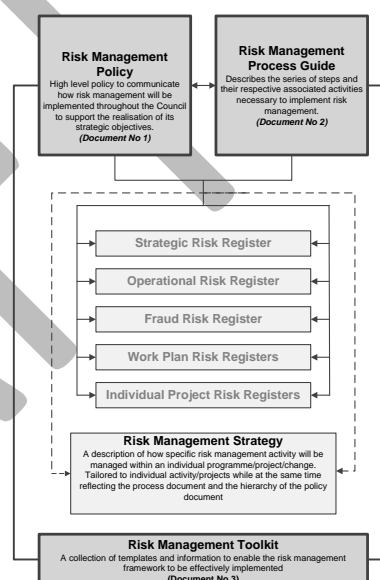 Risk Management
Policy
High level policy to communicate
how risk management will be
implemented throughout the Council
to support the realisation of its
strategic objectives.
(Document No 1)
Risk Management
Process Guide
Describes the series of steps and
their respective associated activities
necessary to implement risk
management.
(Document No 2)
Strategic Risk Register
Operational Risk Register
Fraud Risk Register
Work Plan Risk Registers
Individual Project Risk Registers
Risk Management Strategy
A description of how specific risk management activity will be
managed within an individual programme/project/change.
Tailored to individual activity/projects while at the same time
reflecting the process document and the hierarchy of the policy
document
Risk Management Toolkit
A collection of templates and information to enable the risk management
framework to be effectively implemented
(Document No 3)